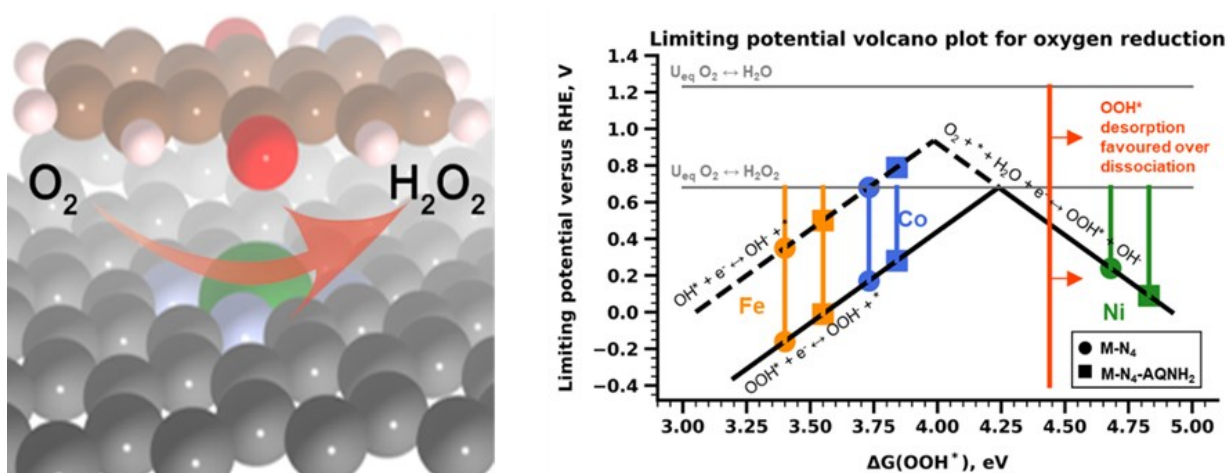 O₂
H₂O₂
Limiting potential volcano plot for oxygen reduction
Limiting potential versus RHE, V
1.4
1.2
1.0
0.8
0.6
0.4
0.2
0.0
−0.2
−0.4
U_eq O₂ ↔ H₂O
U_eq O₂ ↔ H₂O₂
OH* + e⁻ ↔ OH⁻ + *
OOH* + e⁻ ↔ OOH⁻ + *
O₂ + * + H₂O + e⁻ ↔ OOH* + OH⁻
OOH*
desorption
favoured over
dissociation
Fe
Co
Ni
M-N₄
M-N₄-AQNH₂
3.00 3.25 3.50 3.75 4.00 4.25 4.50 4.75 5.00
ΔG(OOH*), eV